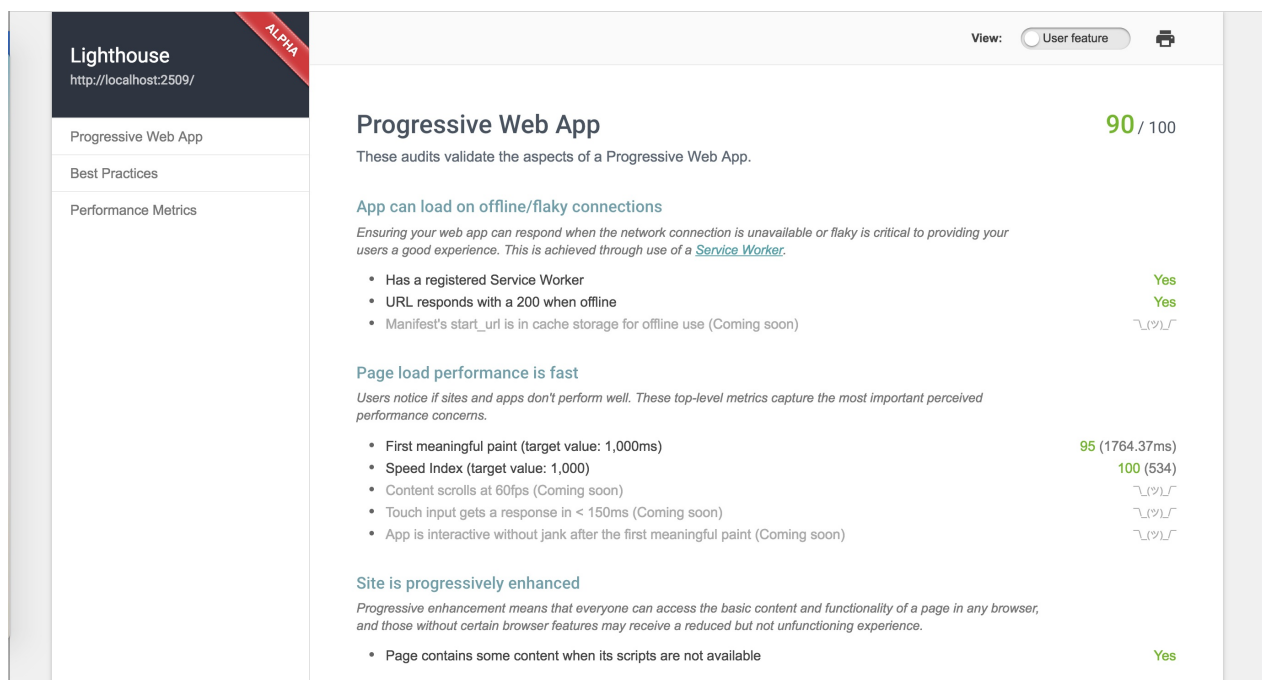 Lighthouse
http://localhost:2509/
ALPHA
View:
User feature
Progressive Web App
Best Practices
Performance Metrics
Progressive Web App
90 / 100
These audits validate the aspects of a Progressive Web App.
App can load on offline/flaky connections
Ensuring your web app can respond when the network connection is unavailable or flaky is critical to providing your
users a good experience. This is achieved through use of a Service Worker.
• Has a registered Service Worker Yes
• URL responds with a 200 when offline Yes
• Manifest's start_url is in cache storage for offline use (Coming soon) ¯\_(ツ)_/¯
Page load performance is fast
Users notice if sites and apps don't perform well. These top-level metrics capture the most important perceived
performance concerns.
• First meaningful paint (target value: 1,000ms) 95 (1764.37ms)
• Speed Index (target value: 1,000) 100 (534)
• Content scrolls at 60fps (Coming soon) ¯\_(ツ)_/¯
• Touch input gets a response in < 150ms (Coming soon) ¯\_(ツ)_/¯
• App is interactive without jank after the first meaningful paint (Coming soon) ¯\_(ツ)_/¯
Site is progressively enhanced
Progressive enhancement means that everyone can access the basic content and functionality of a page in any browser,
and those without certain browser features may receive a reduced but not unfunctioning experience.
• Page contains some content when its scripts are not available Yes